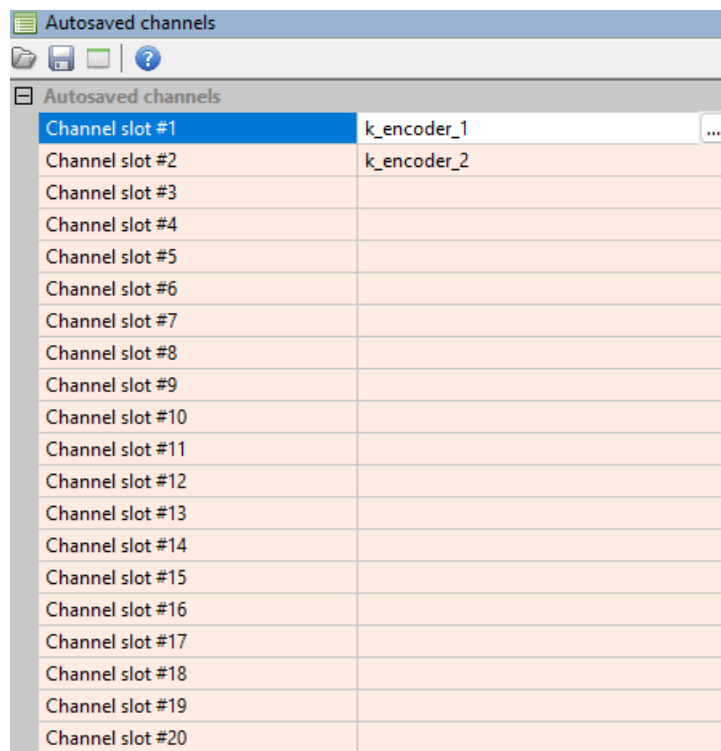 Autosaved channels
Autosaved channels
Channel slot #1 k_encoder_1 ...
Channel slot #2 k_encoder_2
Channel slot #3
Channel slot #4
Channel slot #5
Channel slot #6
Channel slot #7
Channel slot #8
Channel slot #9
Channel slot #10
Channel slot #11
Channel slot #12
Channel slot #13
Channel slot #14
Channel slot #15
Channel slot #16
Channel slot #17
Channel slot #18
Channel slot #19
Channel slot #20